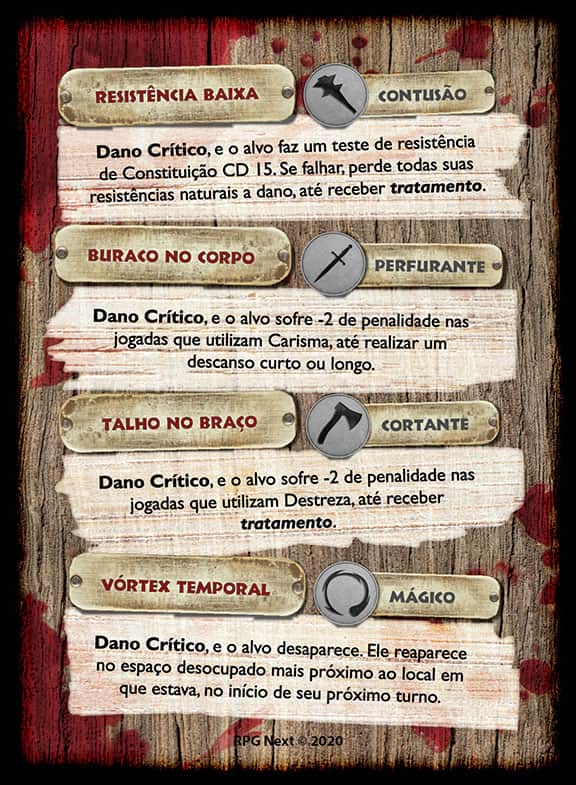 RESISTÊNCIA BAIXA
CONTUSÃO
Dano Crítico, e o alvo faz um teste de resistência
de Constituição CD 15. Se falhar, perde todas suas
resistências naturais a dano, até receber tratamento.
BURACO NO CORPO
PERFURANTE
Dano Crítico, e o alvo sofre -2 de penalidade nas
jogadas que utilizam Carisma, até realizar um
descanso curto ou longo.
TALHO NO BRAÇO
CORTANTE
Dano Crítico, e o alvo sofre -2 de penalidade nas
jogadas que utilizam Destreza, até receber
tratamento.
VÓRTEX TEMPORAL
MÁGICO
Dano Crítico, e o alvo desaparece. Ele reaparece
no espaço desocupado mais próximo ao local em
que estava, no início de seu próximo turno.
RPG Next ©.2020